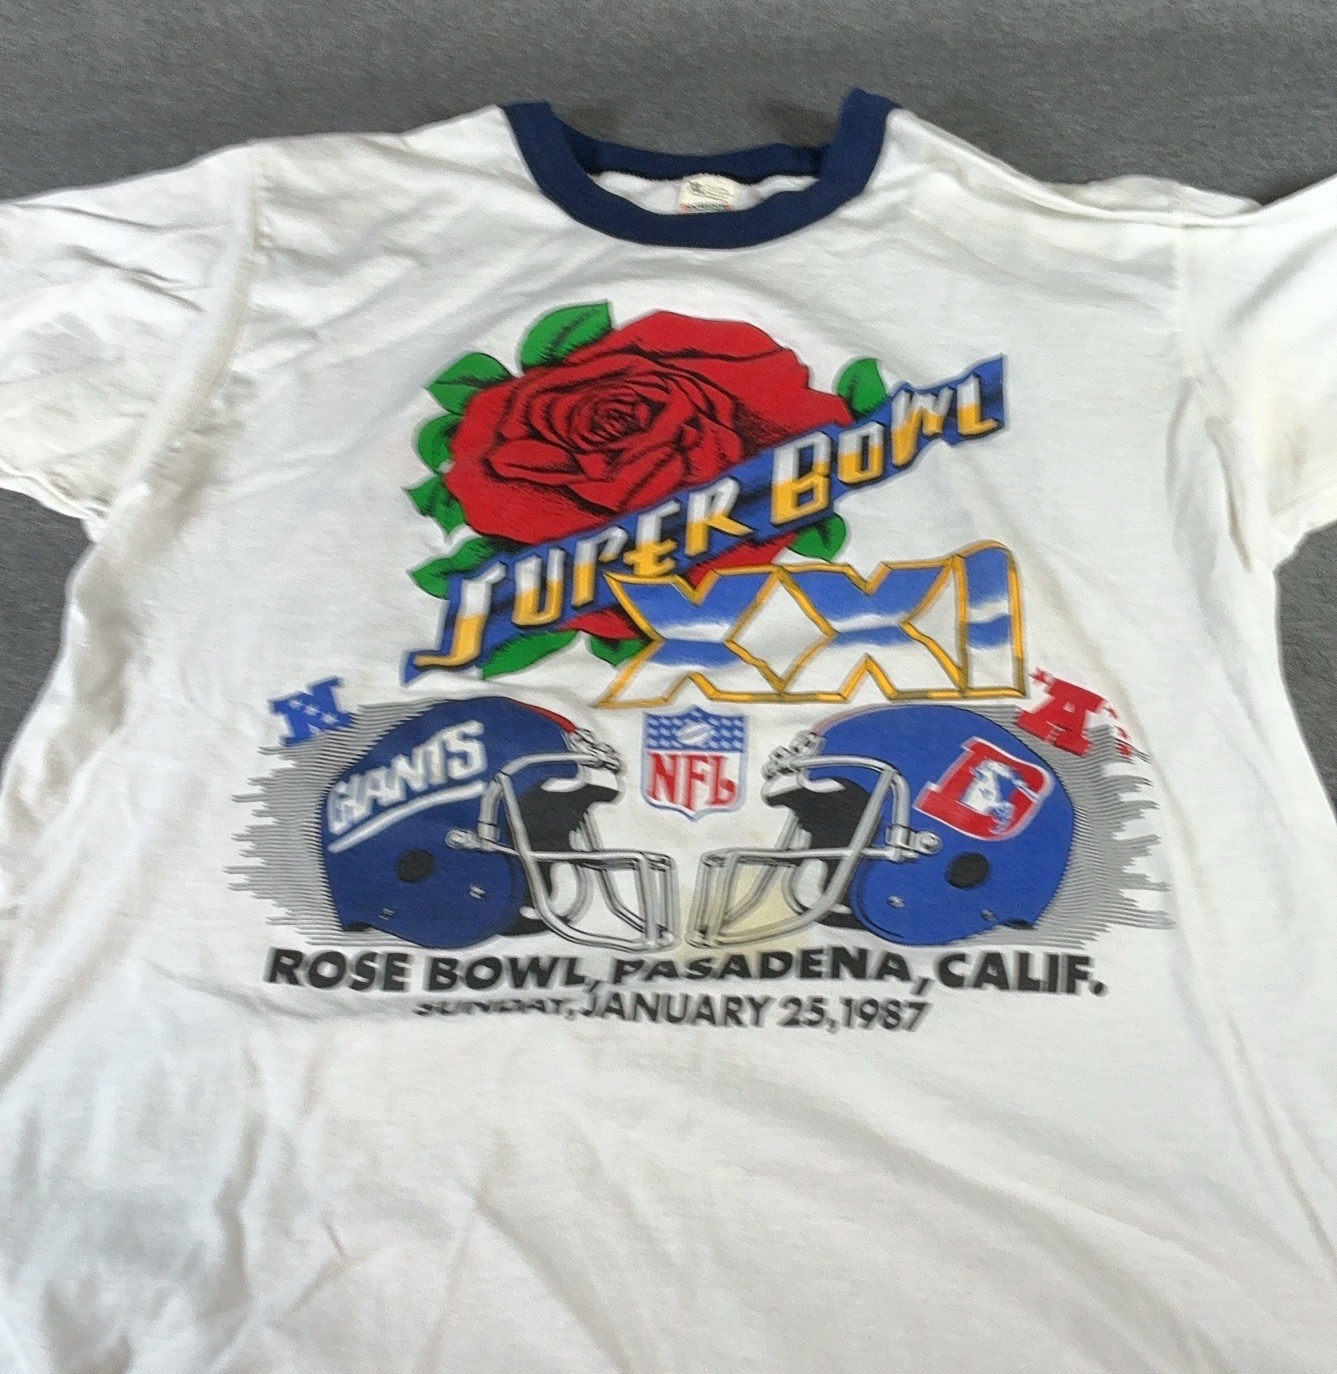 SUPER BOWL
XXI
N A
GIANTS NFL D
ROSE BOWL, PASADENA, CALIF.
SUNDAY, JANUARY 25, 1987